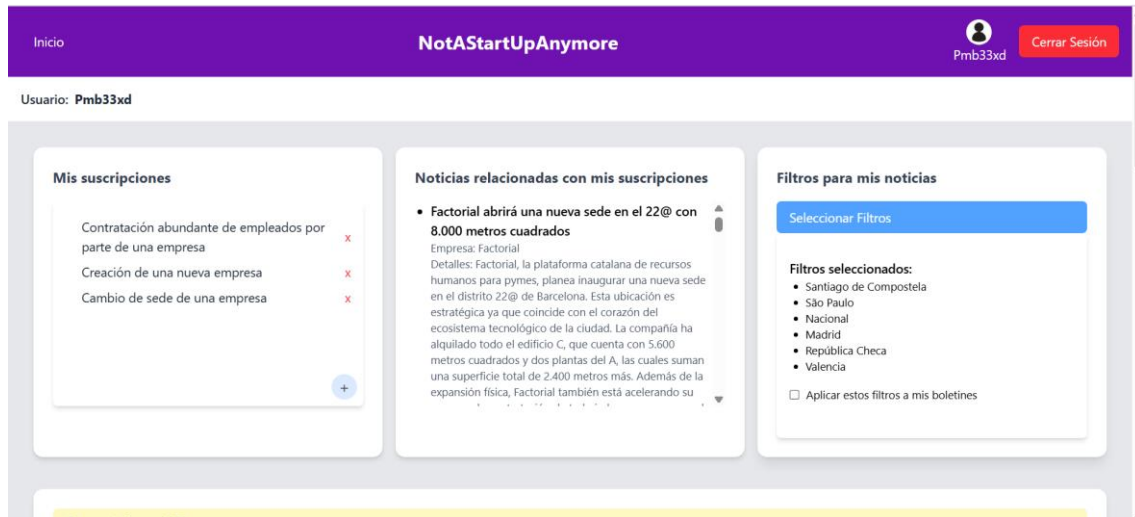 Inicio
NotAStartUpAnymore
Pmb33xd
Cerrar Sesión
Usuario: Pmb33xd
Mis suscripciones
Contratación abundante de empleados por
parte de una empresa
x
Creación de una nueva empresa
x
Cambio de sede de una empresa
x
+
Noticias relacionadas con mis suscripciones
• Factorial abrirá una nueva sede en el 22@ con
8.000 metros cuadrados
Empresa: Factorial
Detalles: Factorial, la plataforma catalana de recursos
humanos para pymes, planea inaugurar una nueva sede
en el distrito 22@ de Barcelona. Esta ubicación es
estratégica ya que coincide con el corazón del
ecosistema tecnológico de la ciudad. La compañía ha
alquilado todo el edificio C, que cuenta con 5.600
metros cuadrados y dos plantas del A, las cuales suman
una superficie total de 2.400 metros más. Además de la
expansión física, Factorial también está acelerando su
Filtros para mis noticias
Seleccionar Filtros
Filtros seleccionados:
• Santiago de Compostela
• São Paulo
• Nacional
• Madrid
• República Checa
• Valencia
Aplicar estos filtros a mis boletines